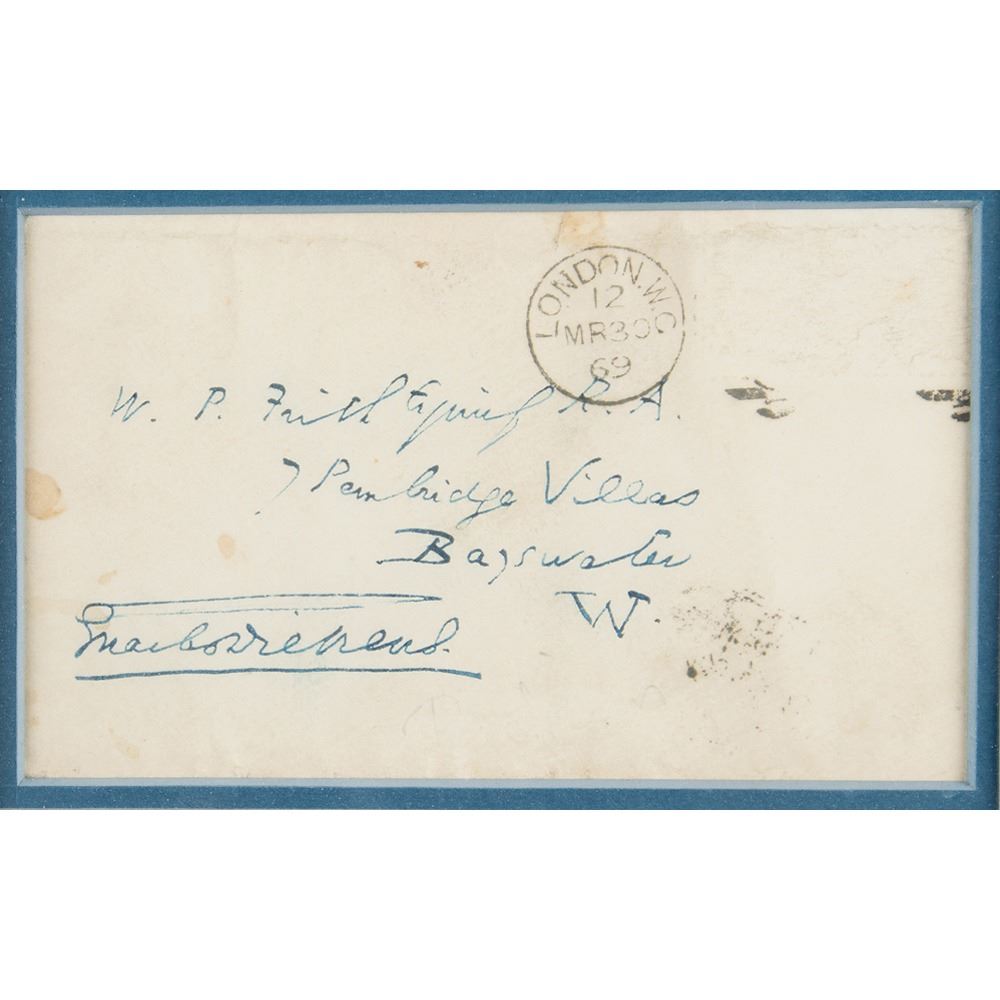 LONDON.W.C
12
MR30
69
W. P. Frith Esquire R. A.
7 Pembridge Villas
Bayswater
W.
Charles Dickens.